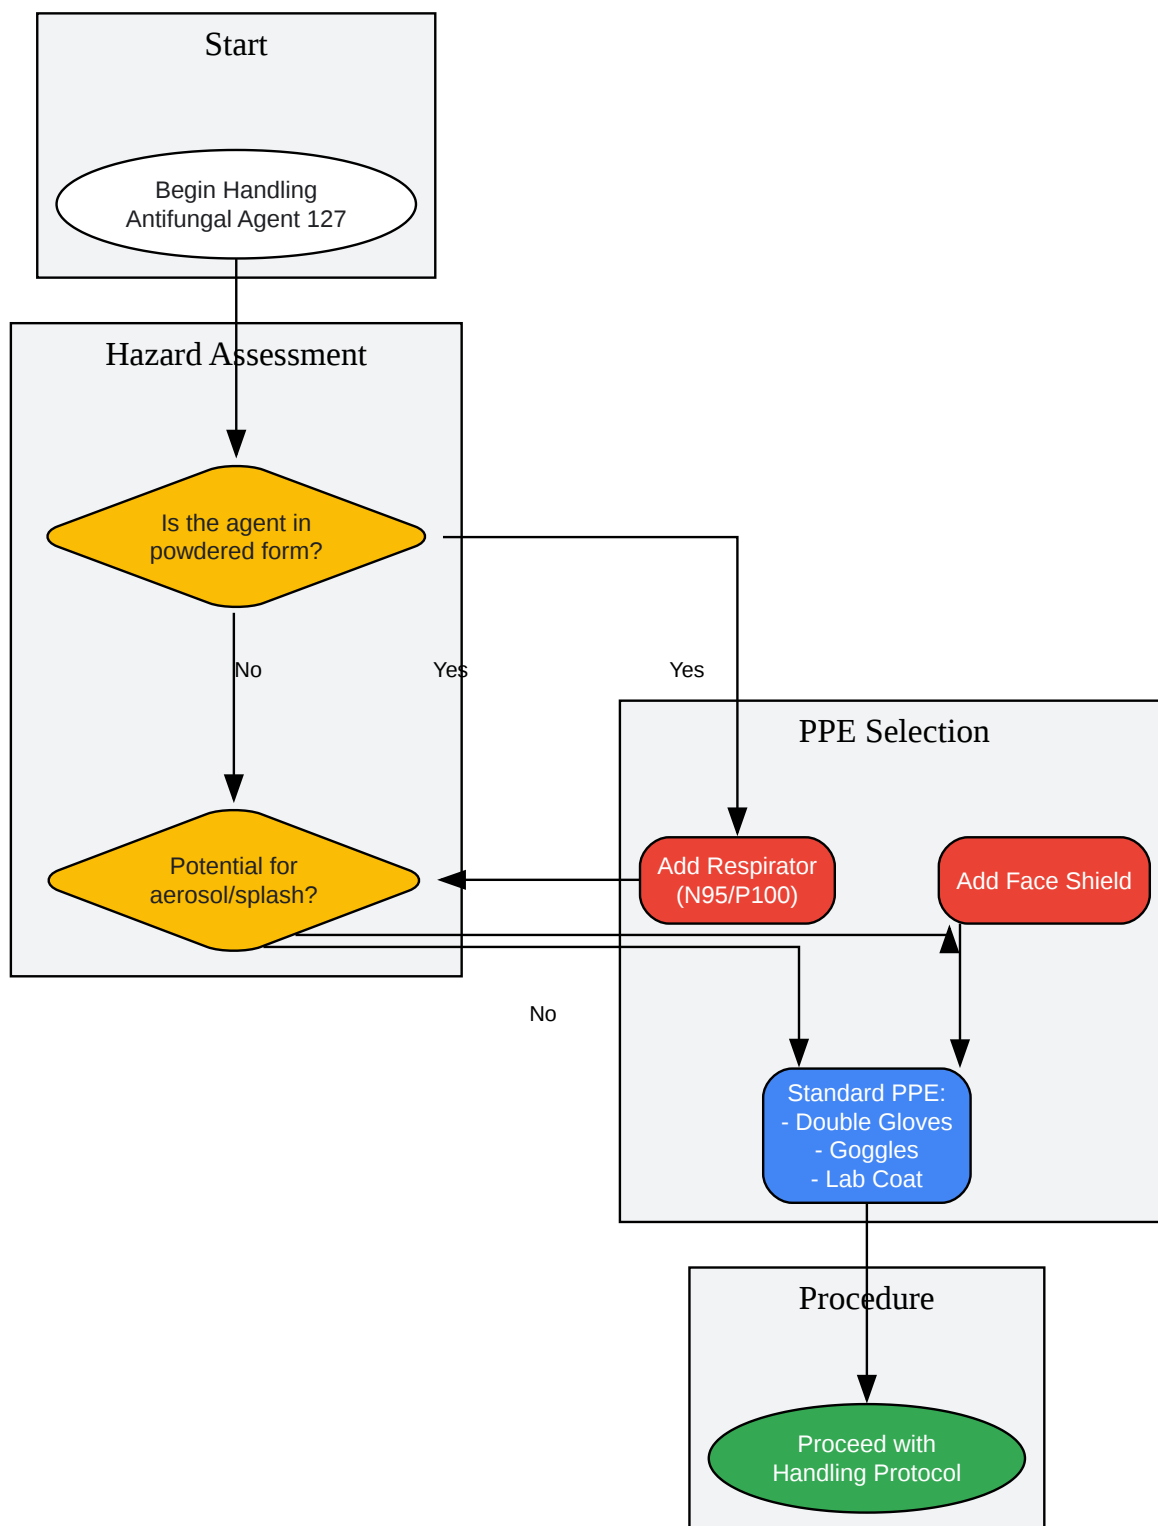 Start
Begin Handling
Antifungal Agent 127
Hazard Assessment
Is the agent in
powdered form?
No
Yes
Yes
PPE Selection
Potential for
aerosol/splash?
Add Respirator
(N95/P100)
Add Face Shield
No
Standard PPE:
- Double Gloves
- Goggles
- Lab Coat
Procedure
Proceed with
Handling Protocol